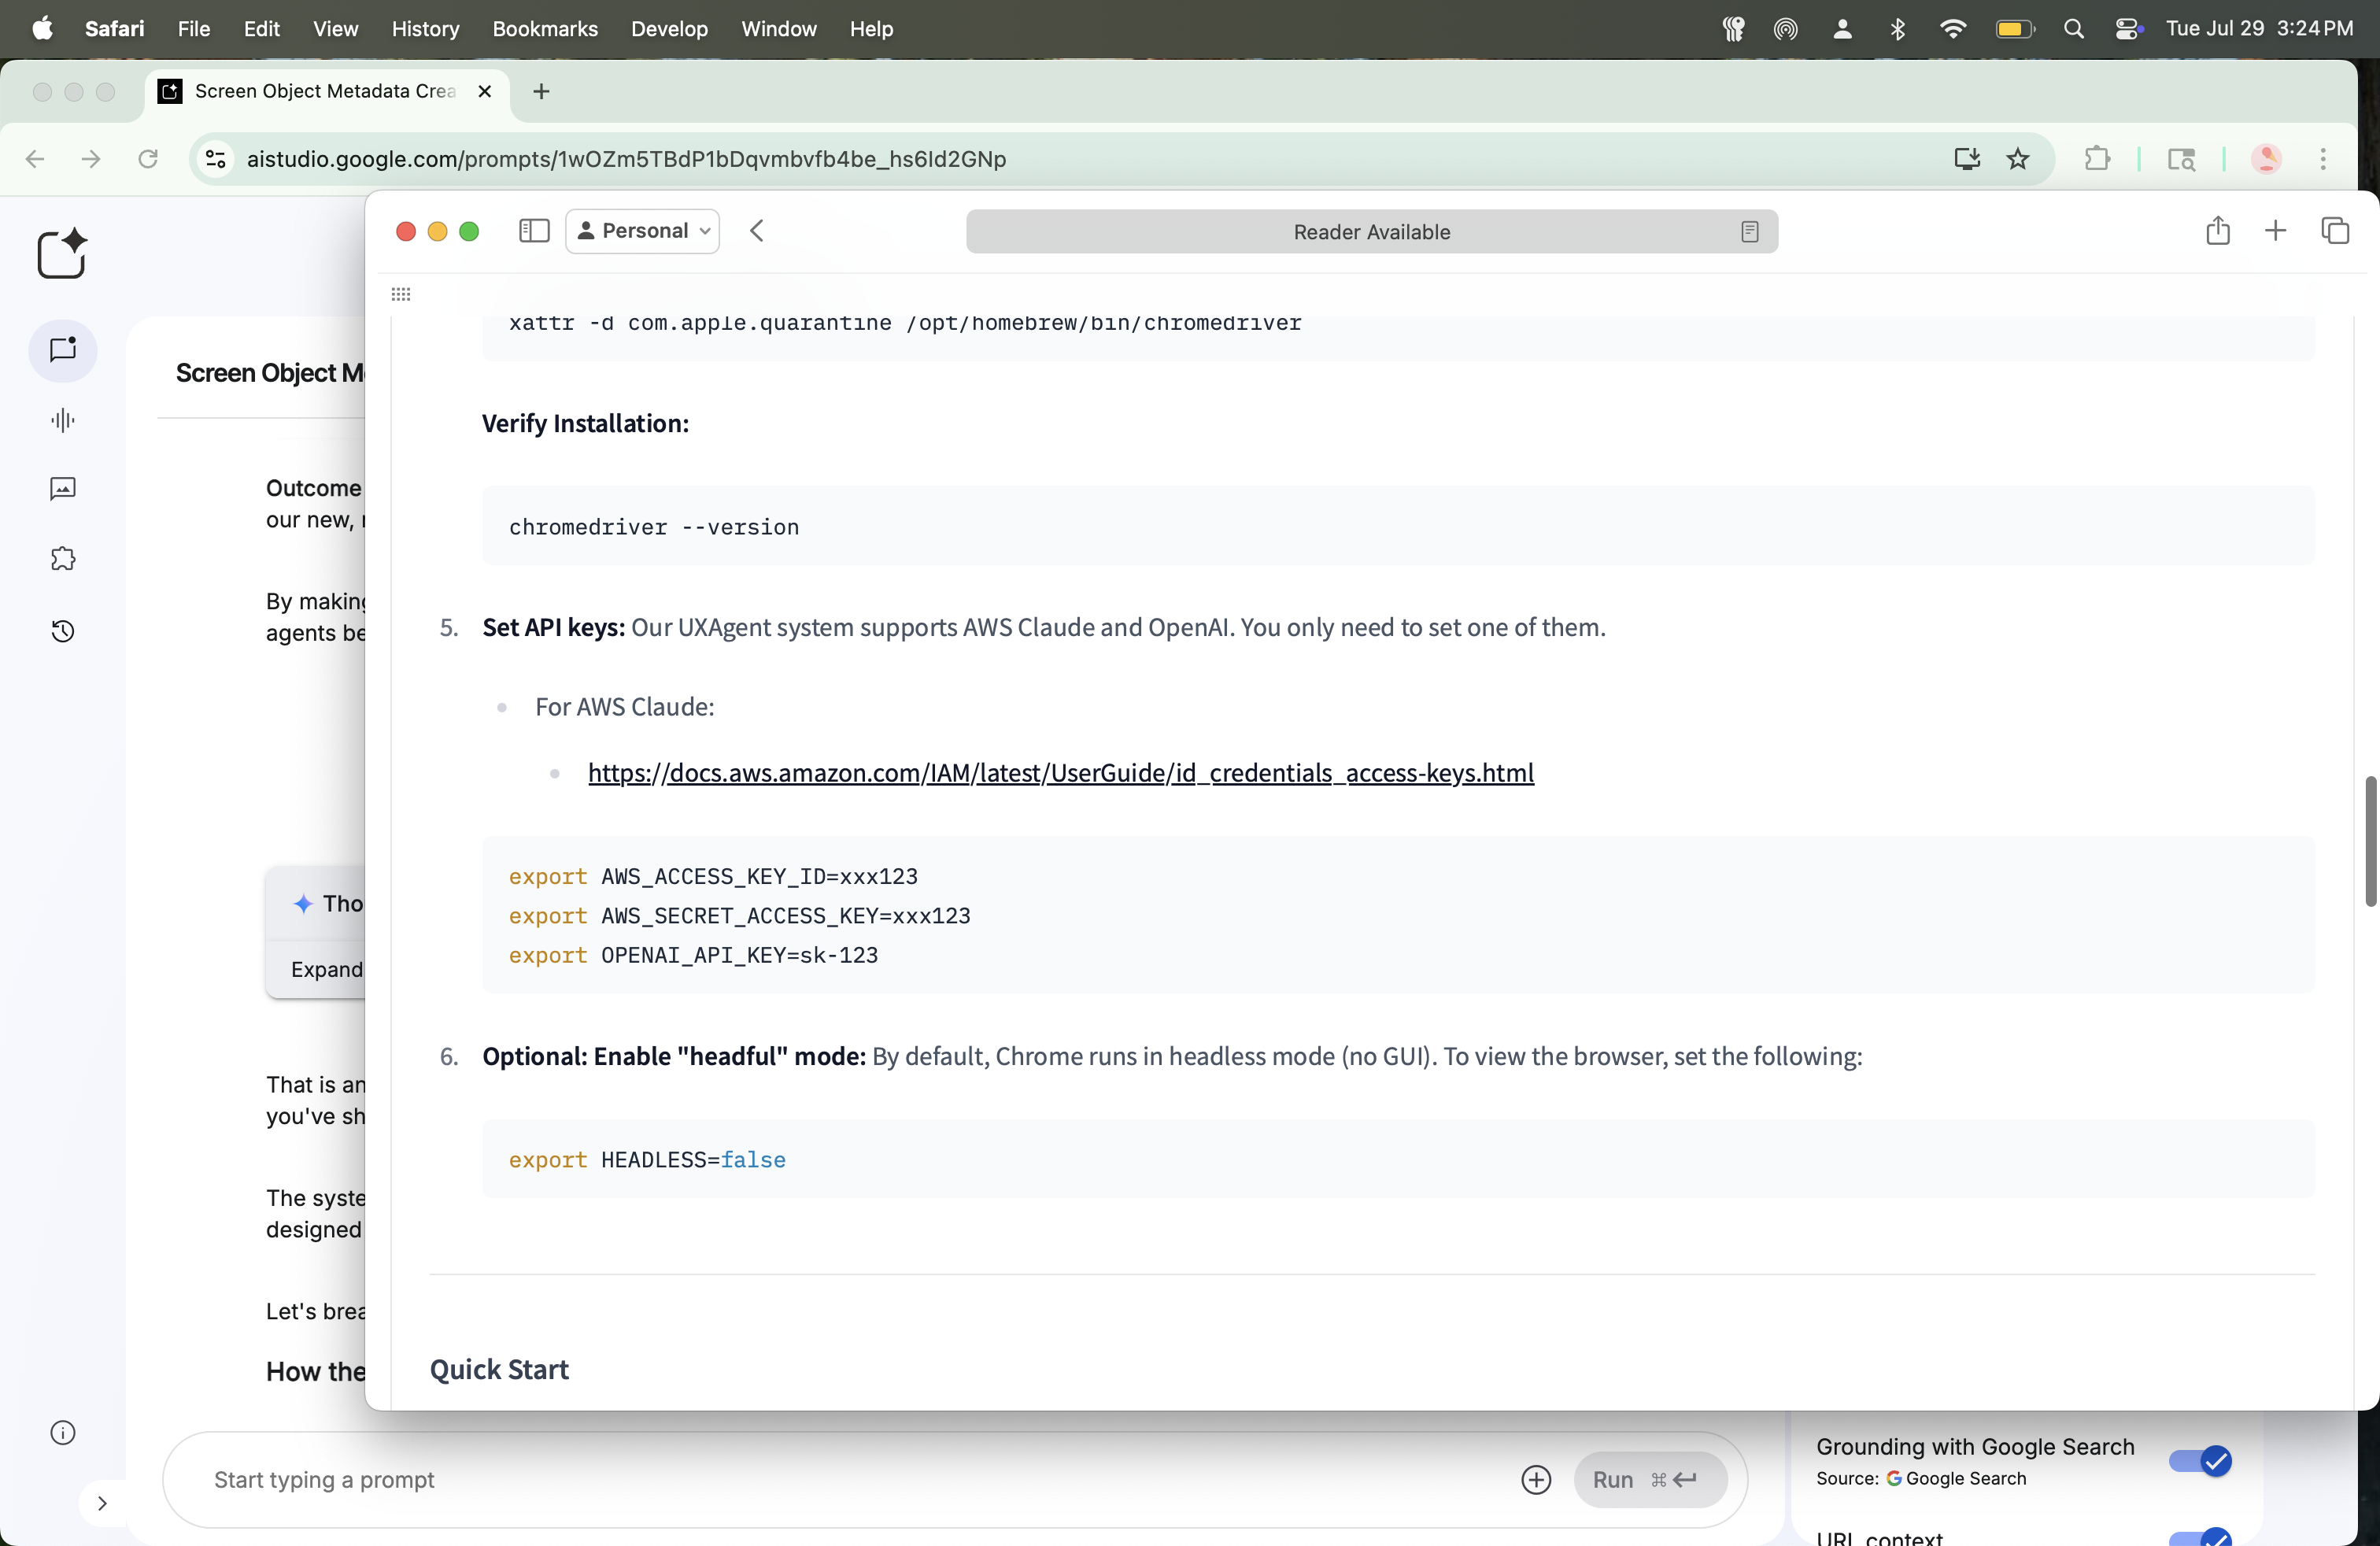 Safari File Edit View History Bookmarks Develop Window Help
Tue Jul 29 3:24 PM
Screen Object Metadata Crea
aistudio.google.com/prompts/1wOZm5TBdP1bDqvmbvfb4be_hs6Id2GNp
Personal
Reader Available
xattr -d com.apple.quarantine /opt/homebrew/bin/chromedriver
Verify Installation:
chromedriver --version
5. Set API keys: Our UXAgent system supports AWS Claude and OpenAI. You only need to set one of them.
For AWS Claude:
https://docs.aws.amazon.com/IAM/latest/UserGuide/id_credentials_access-keys.html
export AWS_ACCESS_KEY_ID=xxx123
export AWS_SECRET_ACCESS_KEY=xxx123
export OPENAI_API_KEY=sk-123
6. Optional: Enable "headful" mode: By default, Chrome runs in headless mode (no GUI). To view the browser, set the following:
export HEADLESS=false
Quick Start
Screen Object
Outcome
our new,
By making
agents be
Tho
Expand
That is an
you've sh
The syste
designed
Let's brea
How the
Start typing a prompt
Run ⌘
Grounding with Google Search
Source: Google Search
URL context